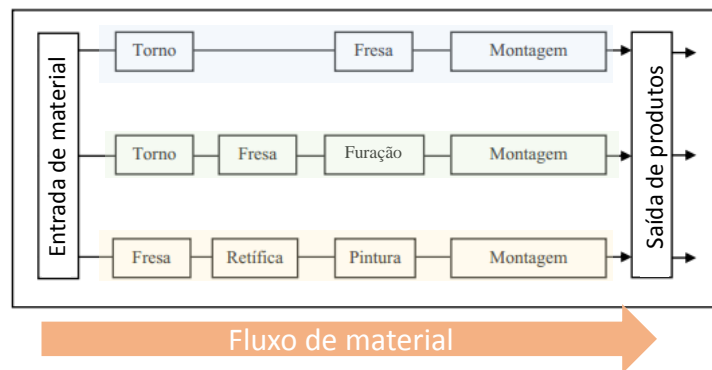 Entrada de material
Torno
Fresa
Montagem
Torno
Fresa
Furação
Montagem
Fresa
Retífica
Pintura
Montagem
Saída de produtos
Fluxo de material